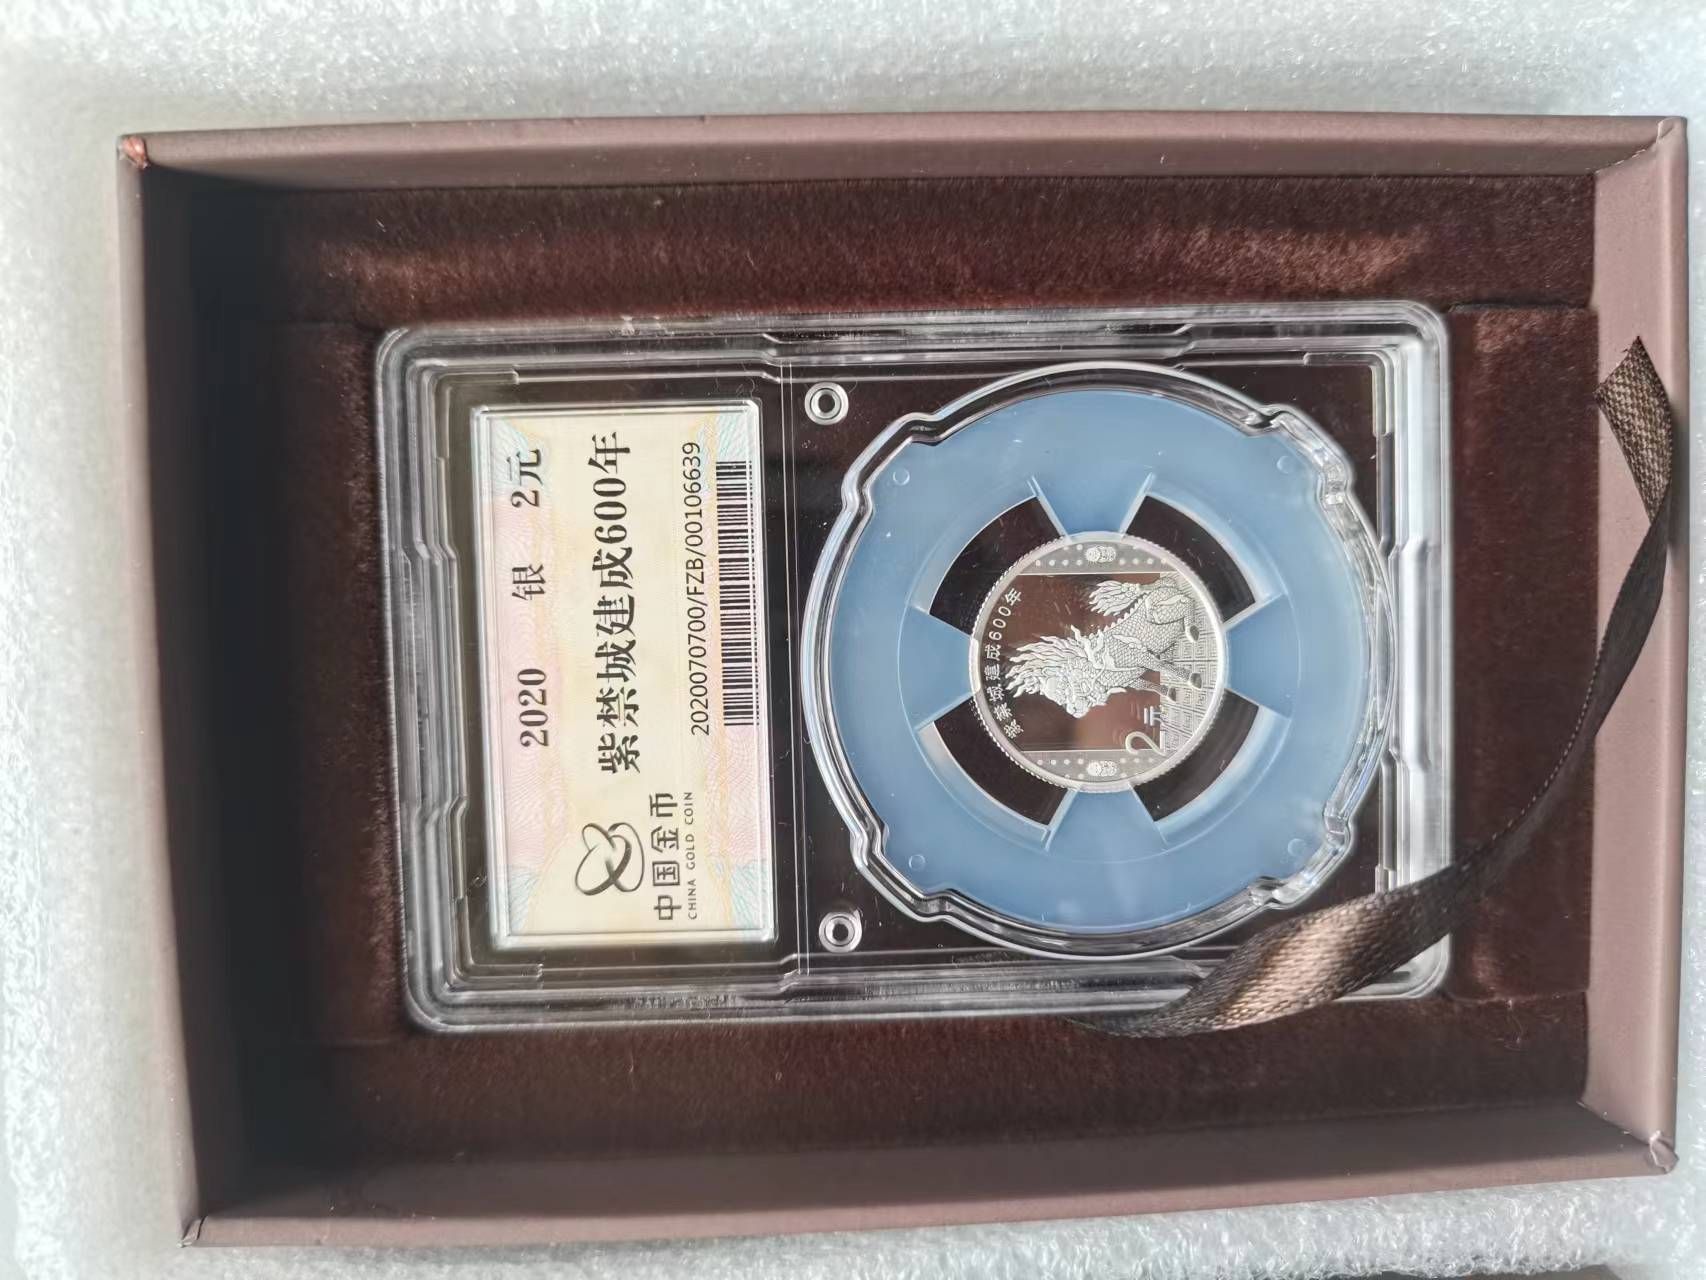 2020 银 2元
紫禁城建成600年
2020070700/FZB/00106639
中国金币
CHINA GOLD COIN
紫禁城建成600年
2元